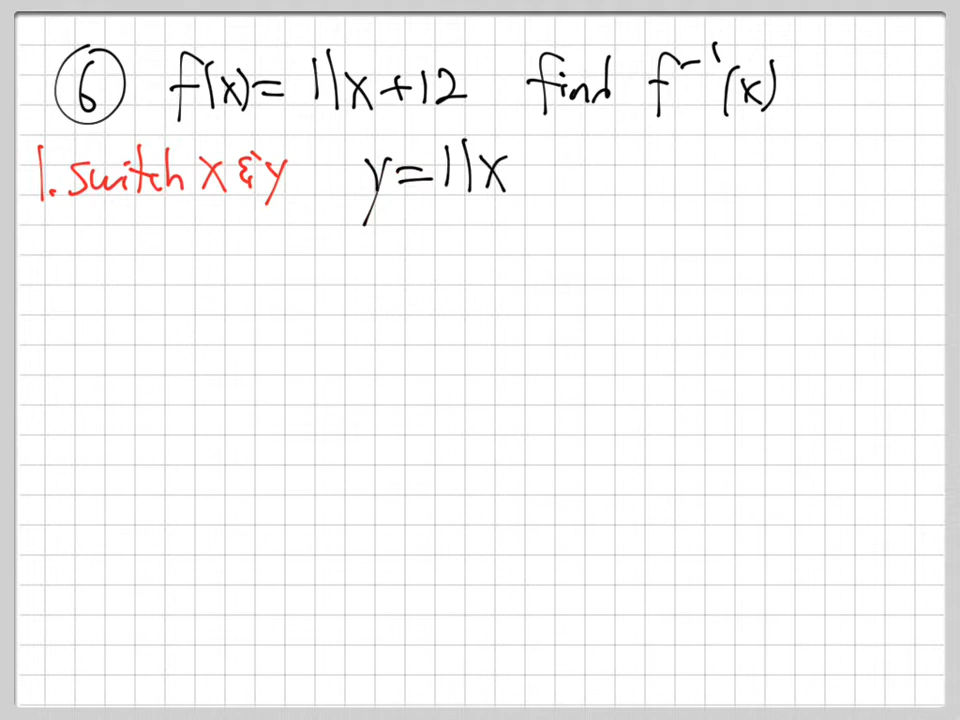 6 f(x) = 11x + 12 find f⁻¹(x)
1. switch x & y y = 11x